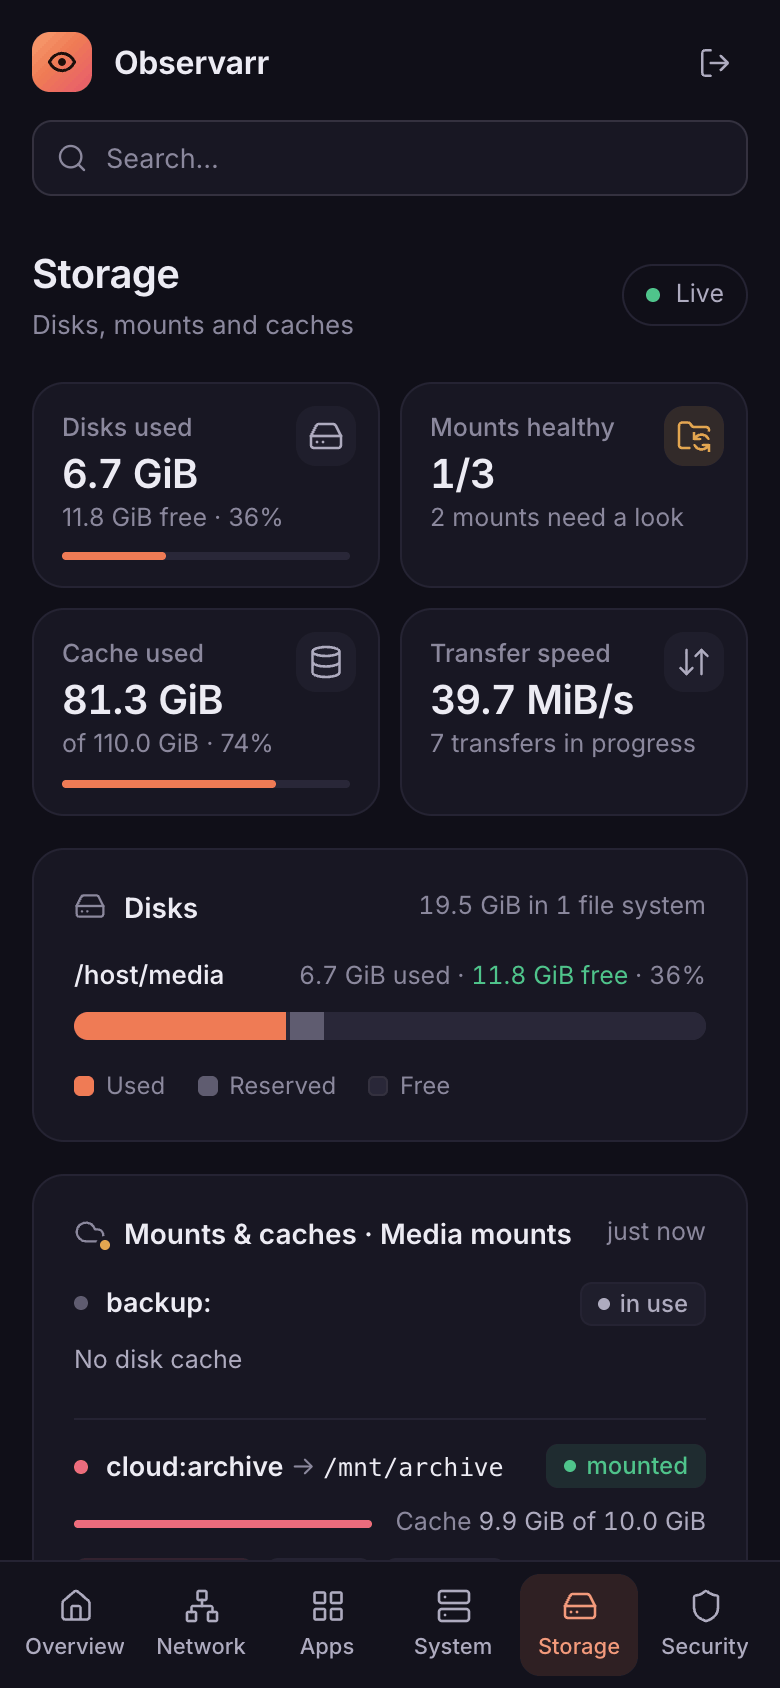 Observarr
Search...
Storage
Disks, mounts and caches
Live
Disks used
6.7 GiB
11.8 GiB free · 36%
Mounts healthy
1/3
2 mounts need a look
Cache used
81.3 GiB
of 110.0 GiB · 74%
Transfer speed
39.7 MiB/s
7 transfers in progress
Disks
19.5 GiB in 1 file system
/host/media
6.7 GiB used · 11.8 GiB free · 36%
Used Reserved Free
Mounts & caches · Media mounts
just now
backup:
in use
No disk cache
cloud:archive → /mnt/archive
mounted
Cache 9.9 GiB of 10.0 GiB
Overview Network Apps System Storage Security